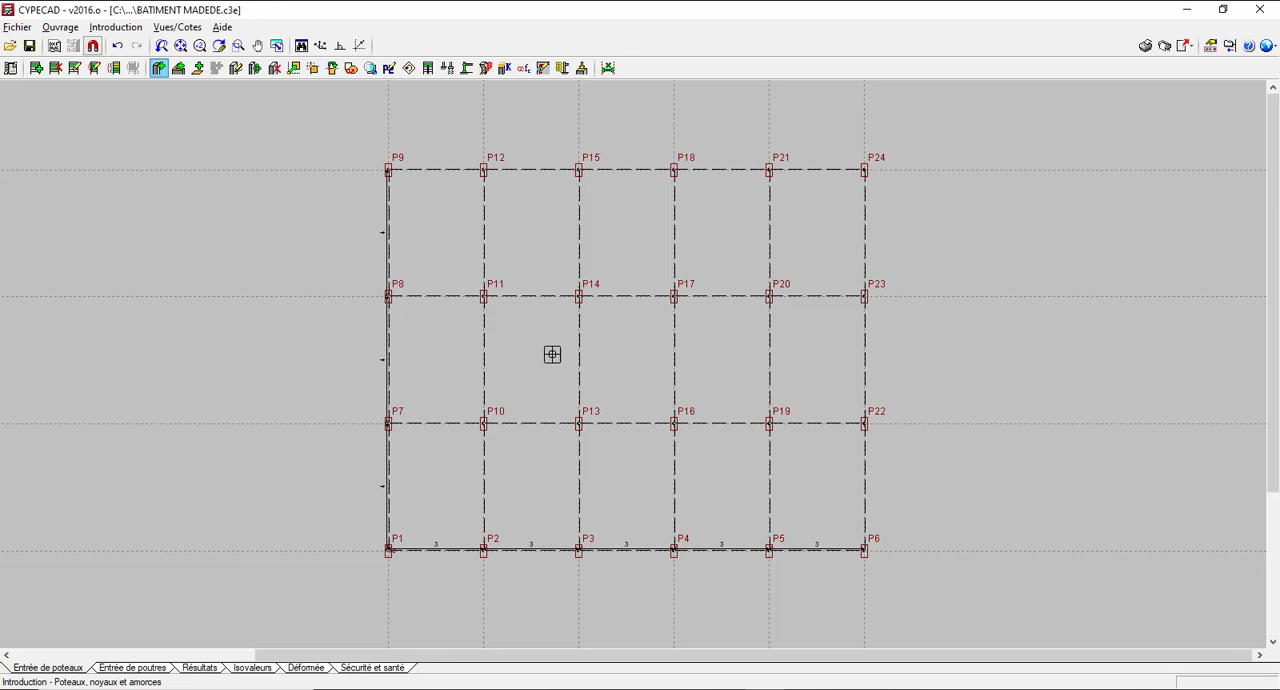 CYPECAD - v2016.o - [C:\...\BATIMENT MADEDE.c3e]
Fichier Ouvrage Introduction Vues/Cotes Aide
P9 P12 P15 P18 P21 P24
P8 P11 P14 P17 P20 P23
P7 P10 P13 P16 P19 P22
P1 P2 P3 P4 P5 P6
3 3 3 3 3
Entrée de poteaux Entrée de poutres Résultats Isovaleurs Déformée Sécurité et santé
Introduction - Poteaux, noyaux et amorces